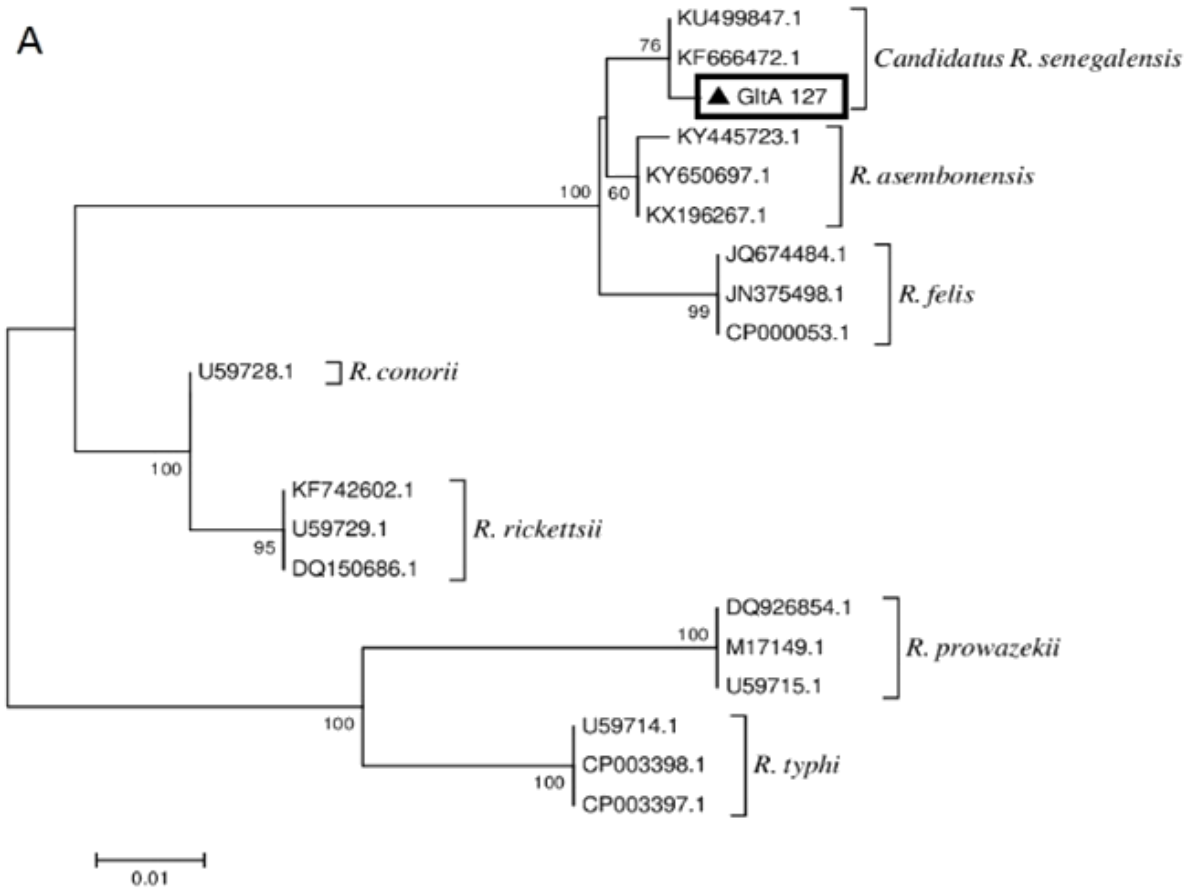 A
KU499847.1
76
KF666472.1
Candidatus R. senegalensis
▲ GltA 127
KY445723.1
KY650697.1
R. asembonensis
100
60
KX196267.1
JQ674484.1
JN375498.1
R. felis
99
CP000053.1
U59728.1
R. conorii
100
KF742602.1
U59729.1
R. rickettsii
95
DQ150686.1
DQ926854.1
100
M17149.1
R. prowazekii
U59715.1
100
U59714.1
CP003398.1
R. typhi
100
CP003397.1
0.01